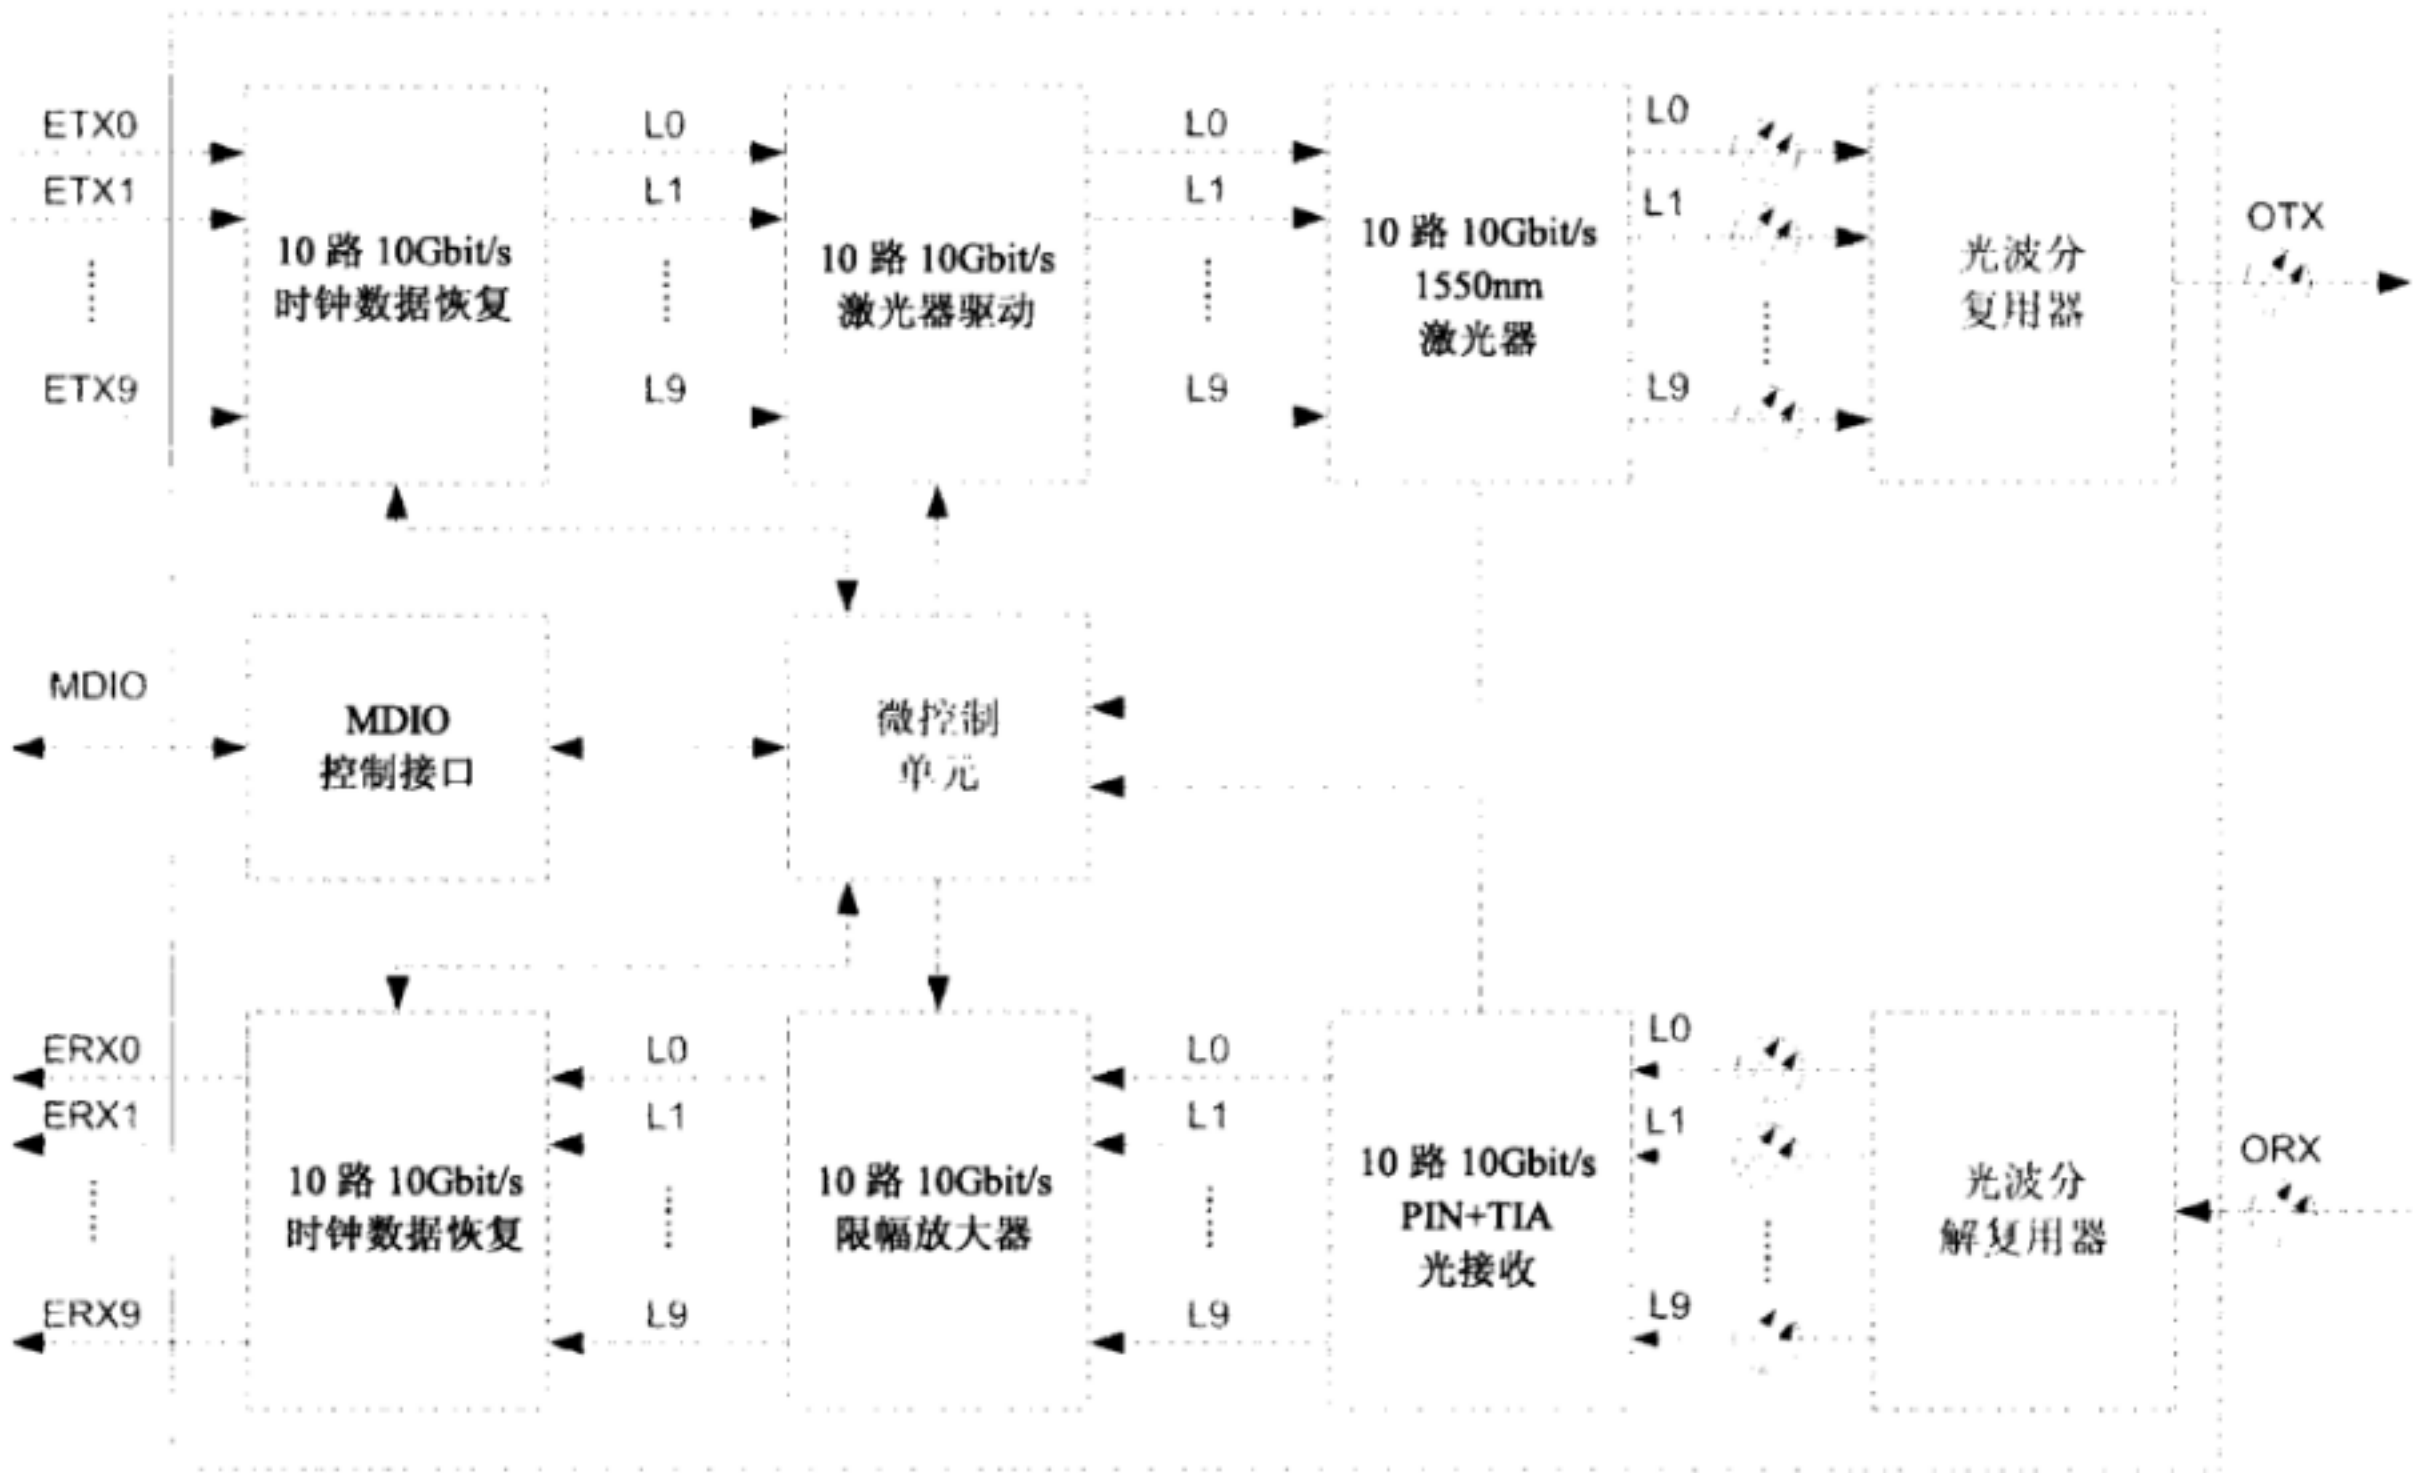 ETX0
ETX1
ETX9
10 路 10Gbit/s
时钟数据恢复
L0
L1
L9
10 路 10Gbit/s
激光器驱动
L0
L1
L9
10 路 10Gbit/s
1550nm
激光器
L0
L1
L9
光波分
复用器
OTX
MDIO
MDIO
控制接口
微控制
单元
ERX0
ERX1
ERX9
10 路 10Gbit/s
时钟数据恢复
L0
L1
L9
10 路 10Gbit/s
限幅放大器
L0
L1
L9
10 路 10Gbit/s
PIN+TIA
光接收
L0
L1
L9
光波分
解复用器
ORX